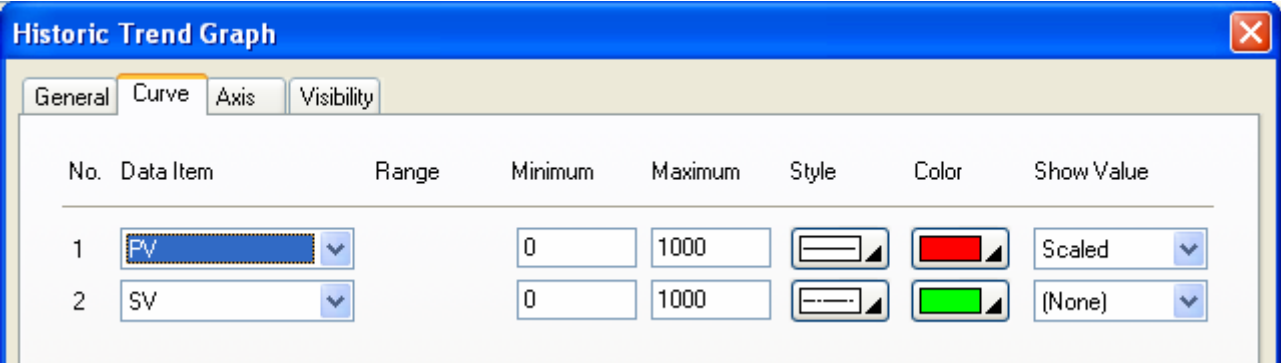 Historic Trend Graph
General Curve Axis Visibility
No. Data Item Range Minimum Maximum Style Color Show Value
1 PV 0 1000 Scaled
2 SV 0 1000 (None)